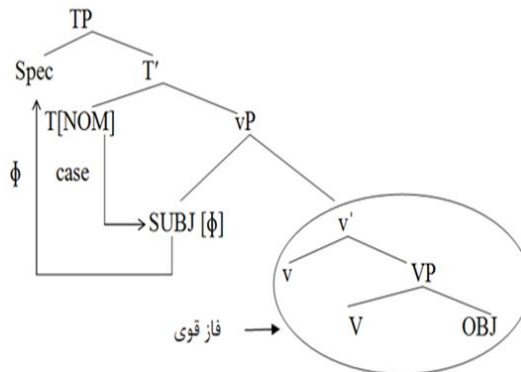 TP
Spec T′
T[NOM] vP
ϕ case
SUBJ [ϕ] v'
v VP
فاز قوی V OBJ